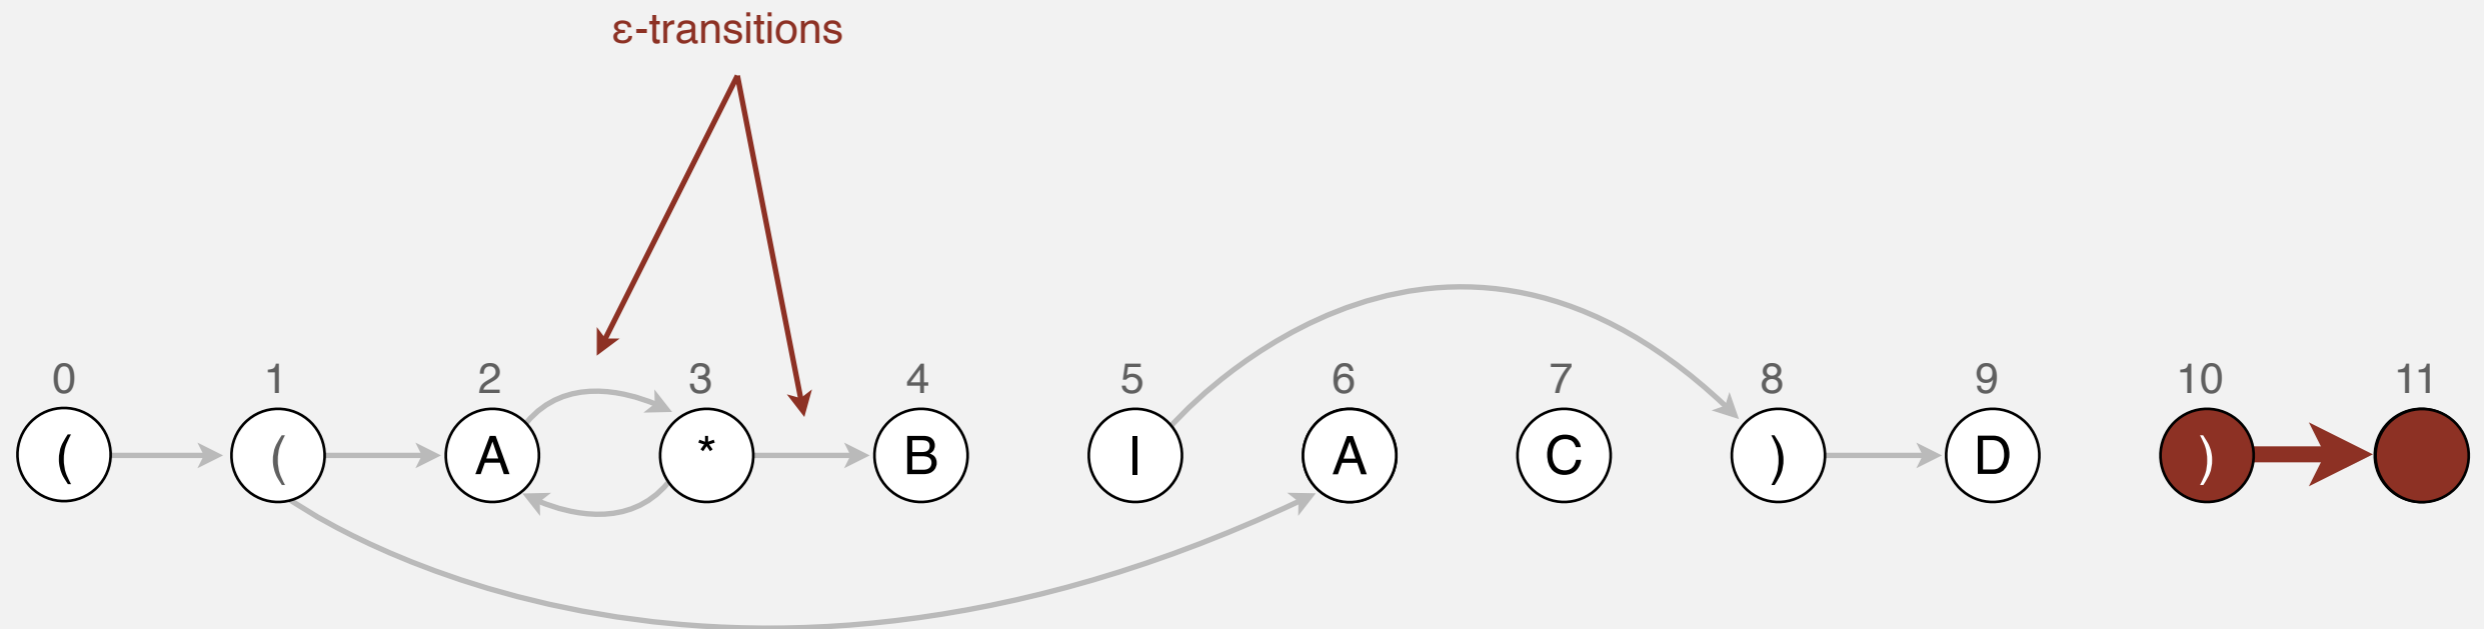 ε-transitions
0 1 2 3 4 5 6 7 8 9 10 11
( ( A * B | A C ) D )